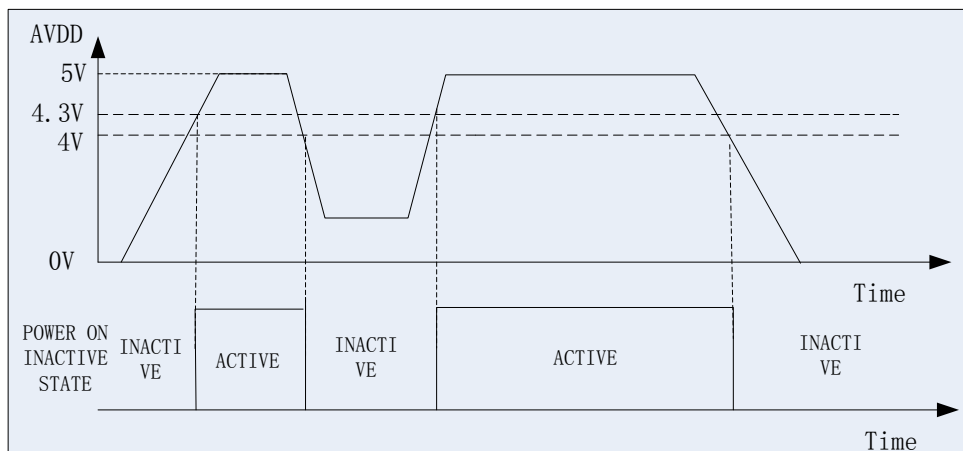 AVDD
5V
4.3V
4V
0V
Time
POWER ON
INACTIVE
STATE
INACTI
VE
ACTIVE
INACTI
VE
ACTIVE
INACTI
VE
Time